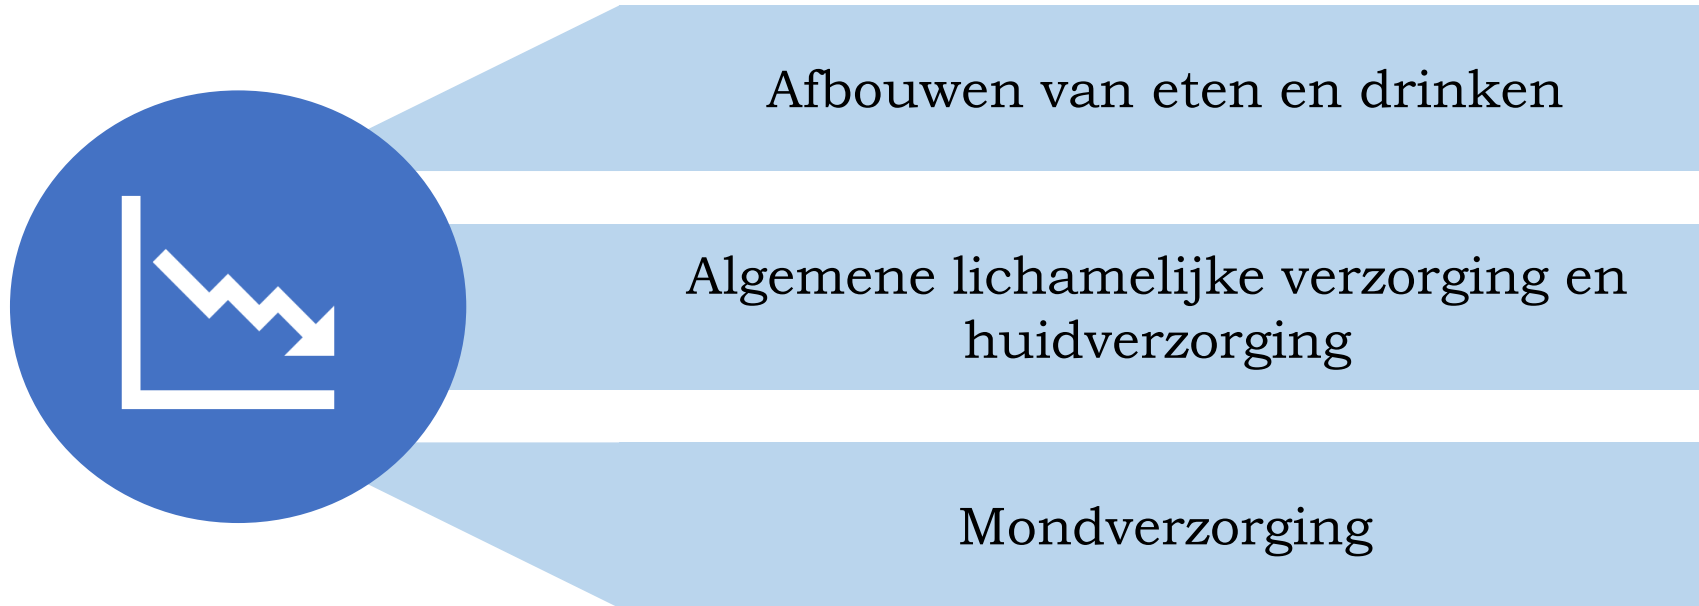 Afbouwen van eten en drinken
Algemene lichamelijke verzorging en
huidverzorging
Mondverzorging